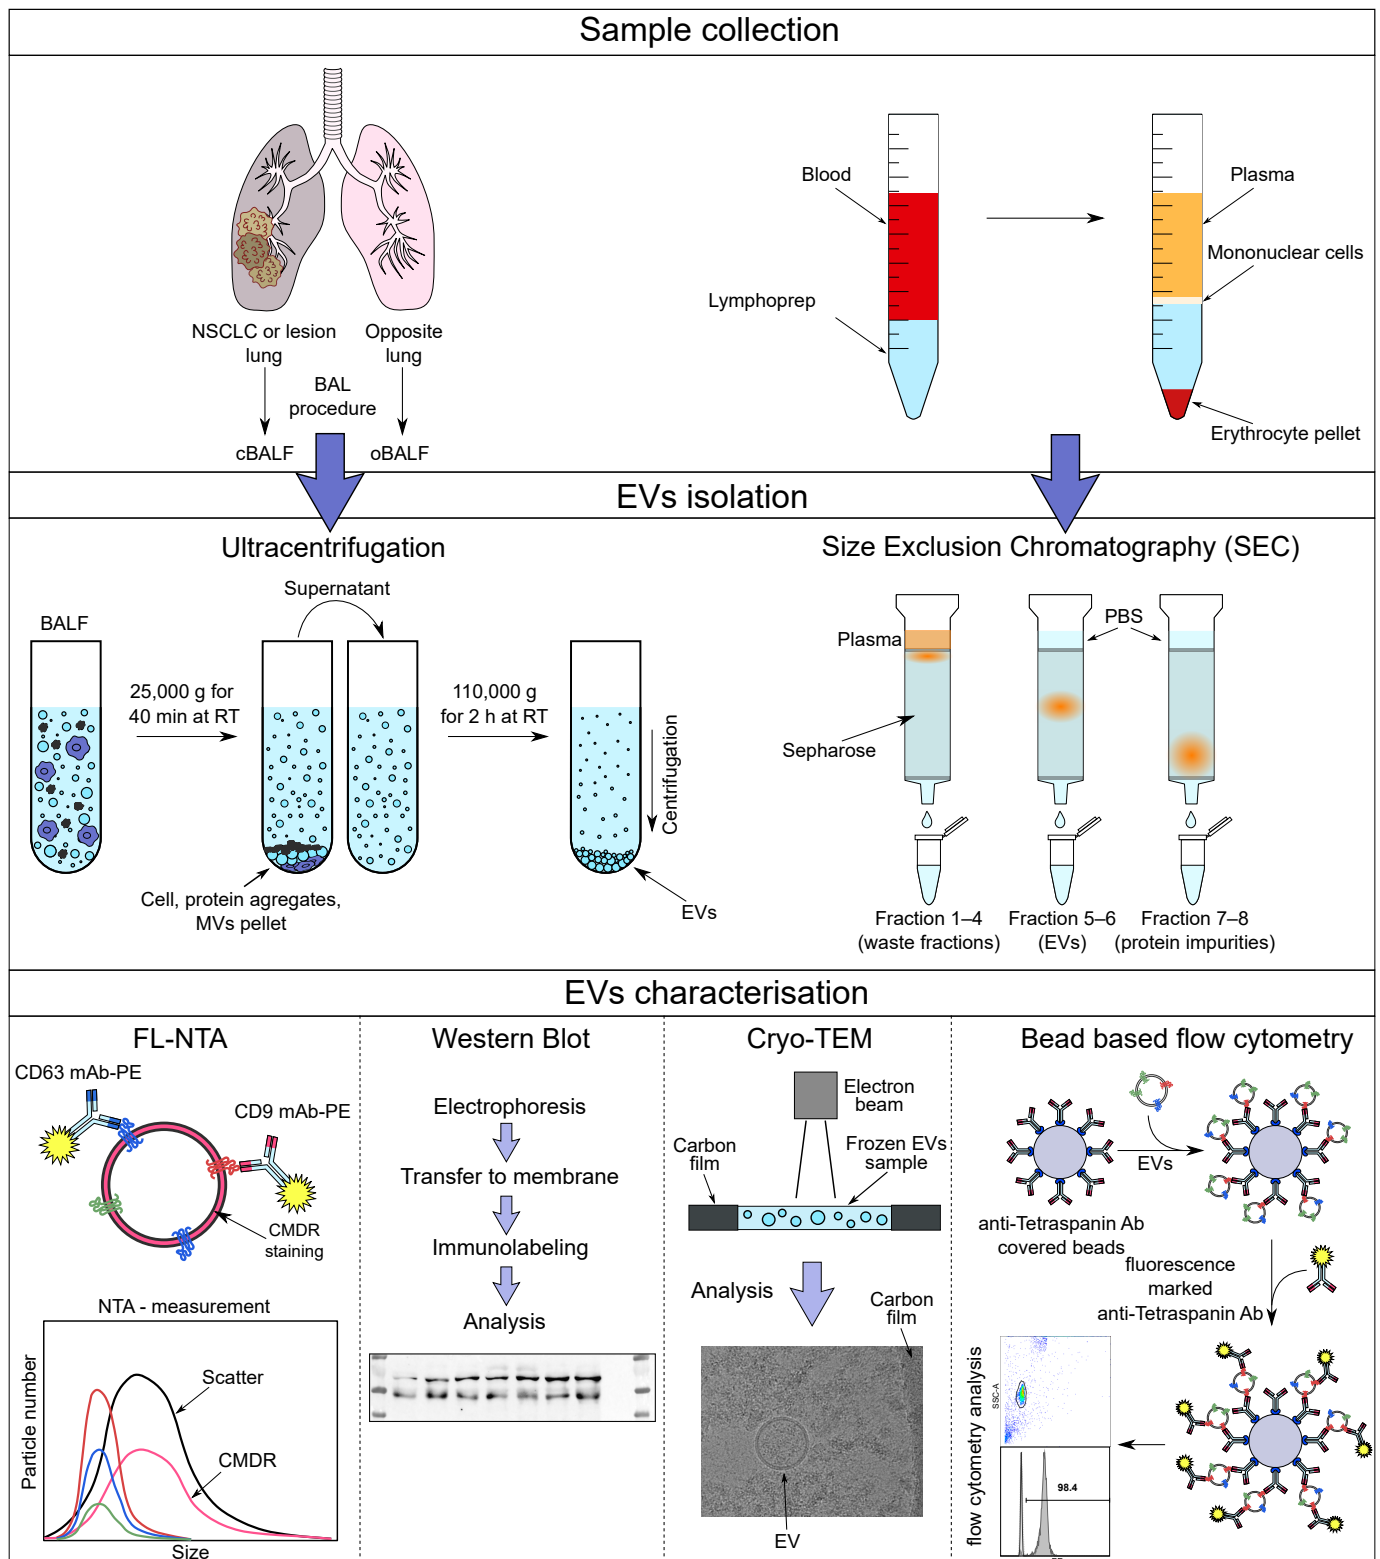 Sample collection
NSCLC or lesion
lung
Opposite
lung
BAL
procedure
cBALF
oBALF
Blood
Lymphoprep
Plasma
Mononuclear cells
Erythrocyte pellet
EVs isolation
Ultracentrifugation
Supernatant
BALF
25,000 g for
40 min at RT
110,000 g
for 2 h at RT
Centrifugation
Cell, protein agregates,
MVs pellet
EVs
Size Exclusion Chromatography (SEC)
Plasma
PBS
Sepharose
Fraction 1–4
(waste fractions)
Fraction 5–6
(EVs)
Fraction 7–8
(protein impurities)
EVs characterisation
FL-NTA
CD63 mAb-PE
CD9 mAb-PE
CMDR
staining
NTA - measurement
Particle number
Scatter
CMDR
Size
Western Blot
Electrophoresis
Transfer to membrane
Immunolabeling
Analysis
Cryo-TEM
Electron
beam
Carbon
film
Frozen EVs
sample
Analysis
Carbon
film
EV
Bead based flow cytometry
EVs
anti-Tetraspanin Ab
covered beads
fluorescence
marked
anti-Tetraspanin Ab
flow cytometry analysis
SSC-A
98.4